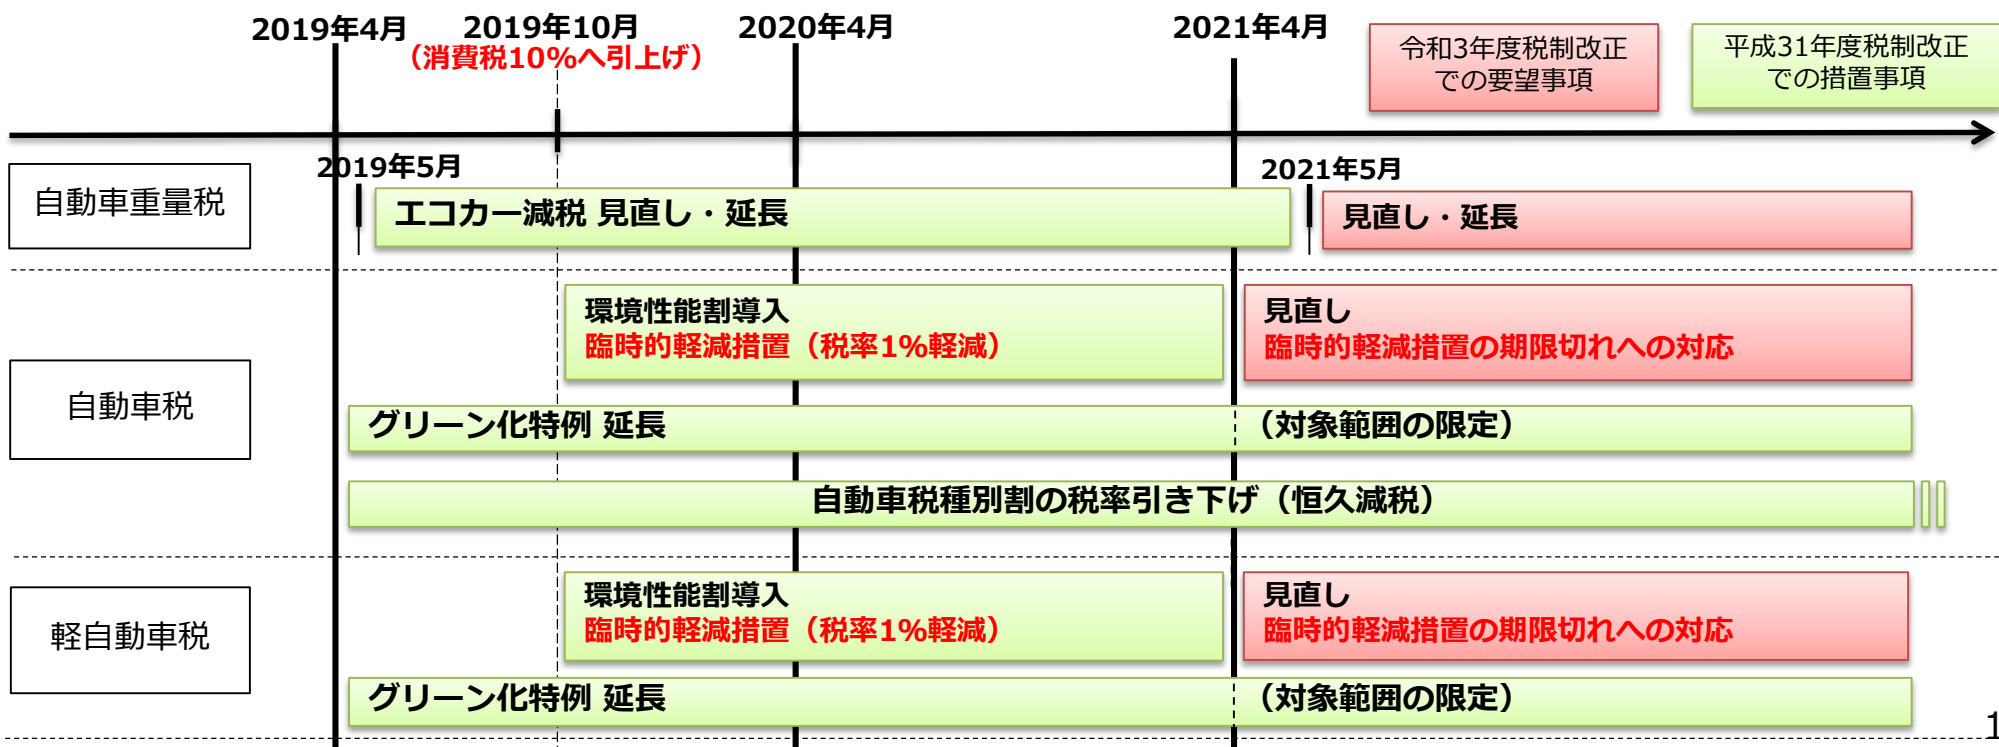 2019年4月
2019年10月
(消費税10%へ引上げ)
2020年4月
2021年4月
令和3年度税制改正
での要望事項
平成31年度税制改正
での措置事項
2019年5月
2021年5月
自動車重量税
エコカー減税 見直し・延長
見直し・延長
環境性能割導入
臨時的軽減措置（税率1%軽減）
見直し
臨時的軽減措置の期限切れへの対応
自動車税
グリーン化特例 延長
（対象範囲の限定）
自動車税種別割の税率引き下げ（恒久減税）
環境性能割導入
臨時的軽減措置（税率1%軽減）
見直し
臨時的軽減措置の期限切れへの対応
軽自動車税
グリーン化特例 延長
（対象範囲の限定）
1